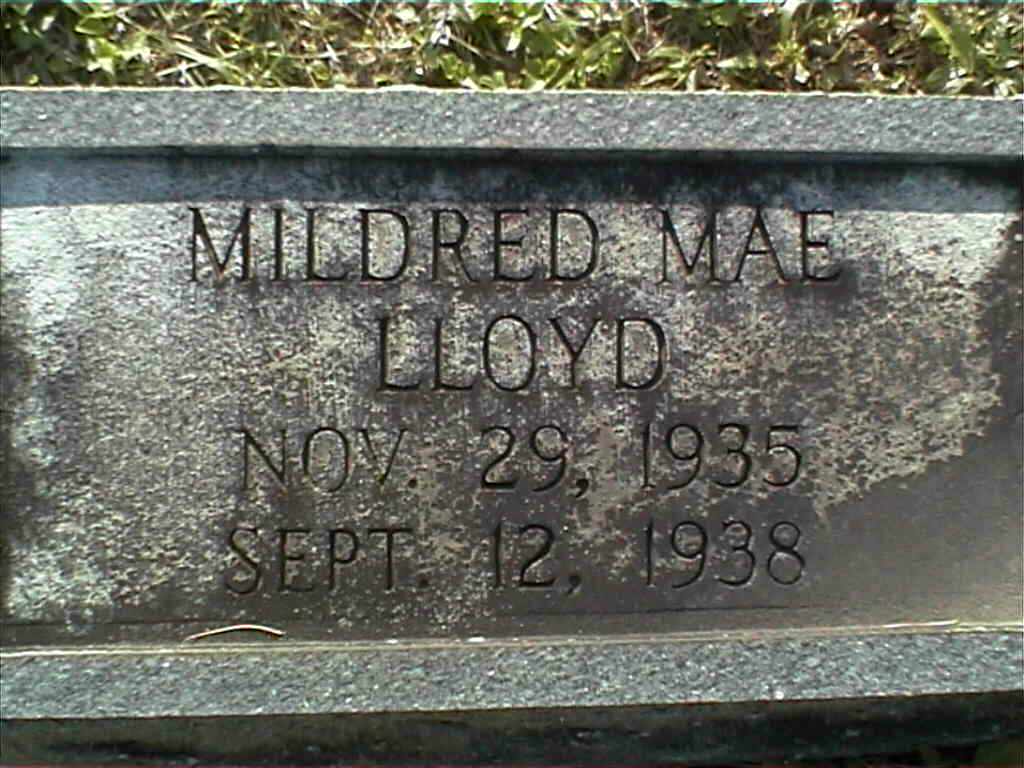 MILDRED MAE
LLOYD
NOV. 29, 1935
SEPT. 12, 1938